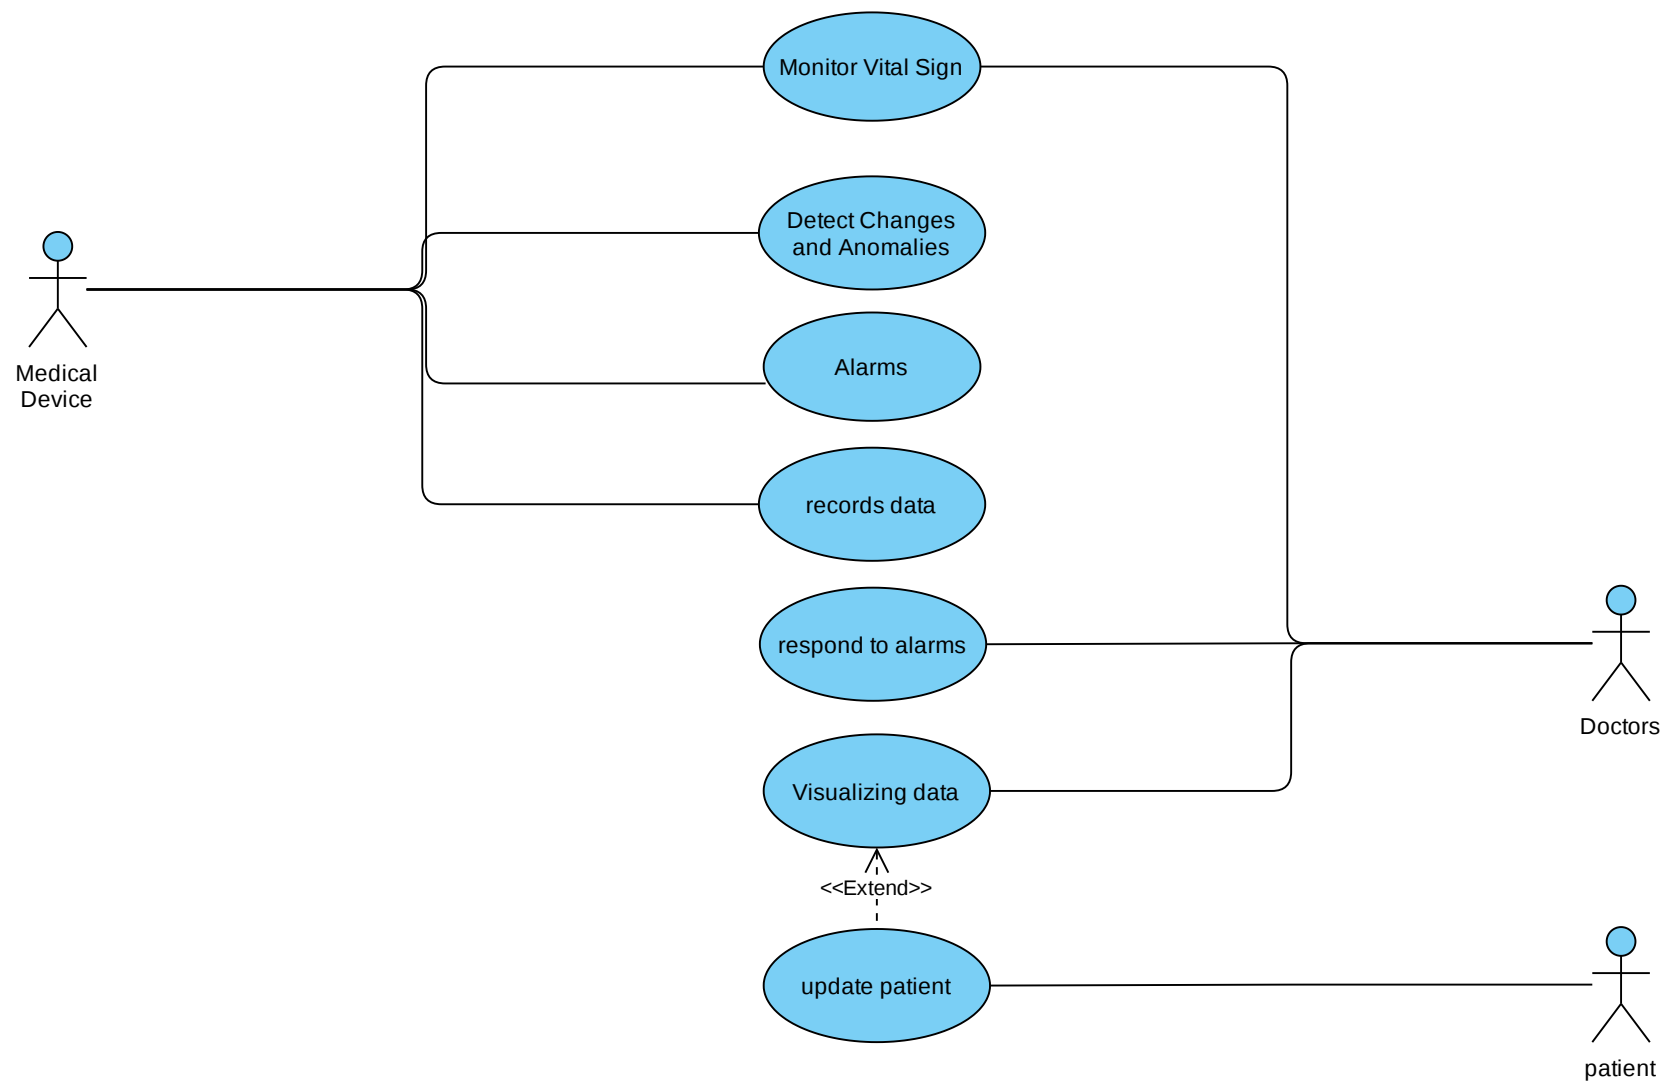 Monitor Vital Sign
Detect Changes
and Anomalies
Medical
Device
Alarms
records data
respond to alarms
Doctors
Visualizing data
<<Extend>>
update patient
patient